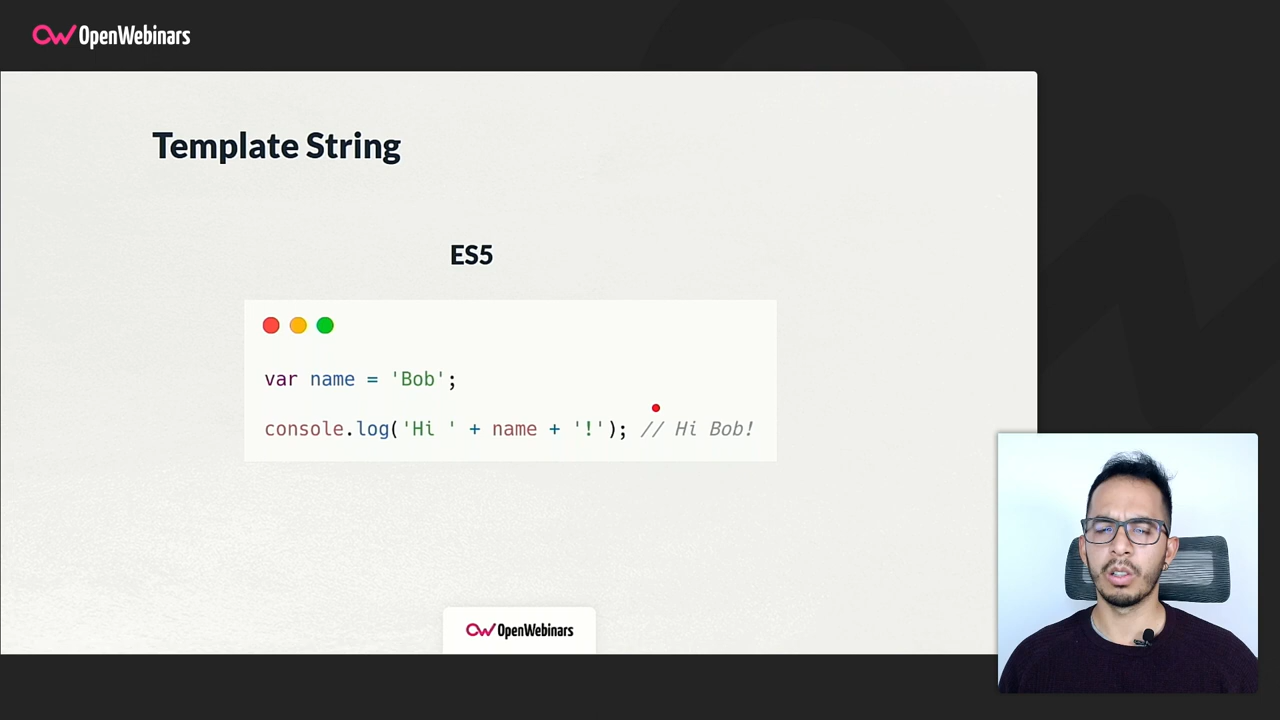 OpenWebinars
Template String
ES5
var name = 'Bob';
console.log('Hi ' + name + '!'); // Hi Bob!
OpenWebinars